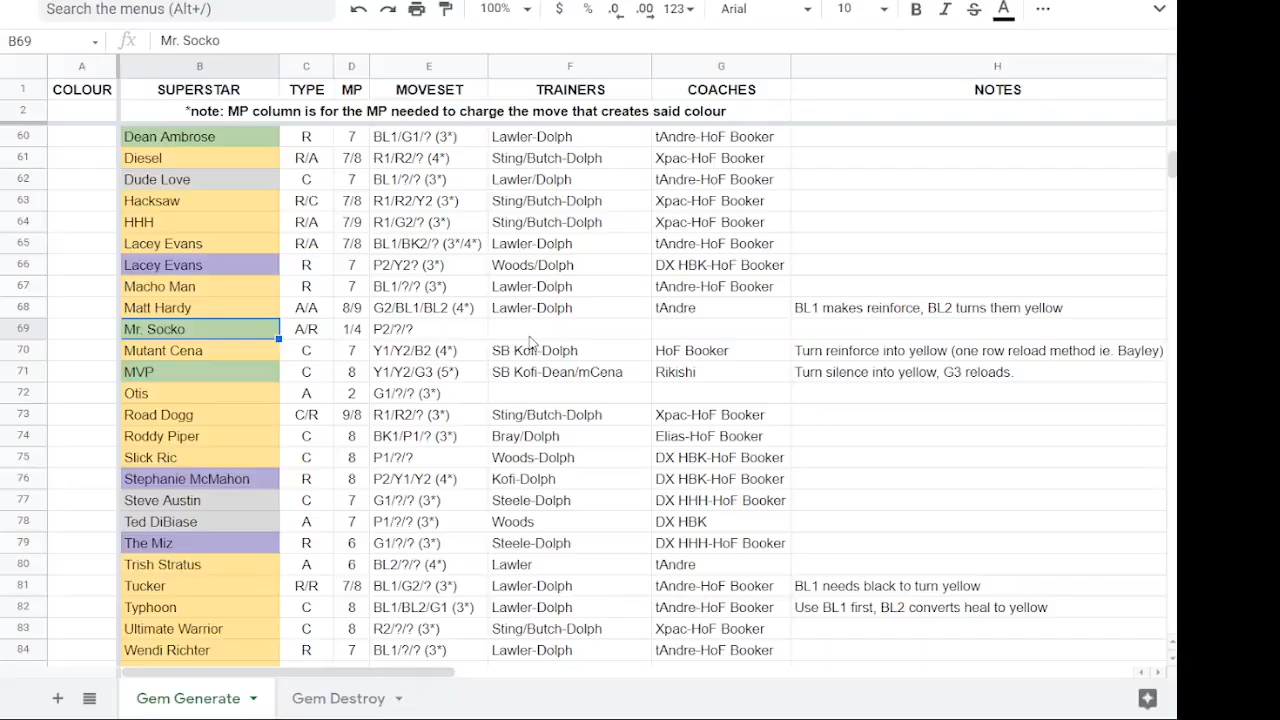 Search the menus (Alt+/)
100% $ % .0 .00 123 Arial 10 B I S A
B69 fx Mr. Socko
A B C D E F G H
1 COLOUR SUPERSTAR TYPE MP MOVESET TRAINERS COACHES NOTES
2 *note: MP column is for the MP needed to charge the move that creates said colour
60 Dean Ambrose R 7 BL1/G1/? (3*) Lawler-Dolph tAndre-HoF Booker
61 Diesel R/A 7/8 R1/R2/? (4*) Sting/Butch-Dolph Xpac-HoF Booker
62 Dude Love C 7 BL1/?/? (3*) Lawler/Dolph tAndre-HoF Booker
63 Hacksaw R/C 7/8 R1/R2/Y2 (3*) Sting/Butch-Dolph Xpac-HoF Booker
64 HHH R/A 7/9 R1/G2/? (3*) Sting/Butch-Dolph Xpac-HoF Booker
65 Lacey Evans R/A 7/8 BL1/BK2/? (3*/4*) Lawler-Dolph tAndre-HoF Booker
66 Lacey Evans R 7 P2/Y2? (3*) Woods/Dolph DX HBK-HoF Booker
67 Macho Man R 7 BL1/?/? (3*) Lawler-Dolph tAndre-HoF Booker
68 Matt Hardy A/A 8/9 G2/BL1/BL2 (4*) Lawler-Dolph tAndre BL1 makes reinforce, BL2 turns them yellow
69 Mr. Socko A/R 1/4 P2/?/?
70 Mutant Cena C 7 Y1/Y2/B2 (4*) SB Kofi-Dolph HoF Booker Turn reinforce into yellow (one row reload method ie. Bayley)
71 MVP C 8 Y1/Y2/G3 (5*) SB Kofi-Dean/mCena Rikishi Turn silence into yellow, G3 reloads.
72 Otis A 2 G1/?/? (3*)
73 Road Dogg C/R 9/8 R1/R2/? (3*) Sting/Butch-Dolph Xpac-HoF Booker
74 Roddy Piper C 8 BK1/P1/? (3*) Bray/Dolph Elias-HoF Booker
75 Slick Ric C 8 P1/?/? Woods-Dolph DX HBK-HoF Booker
76 Stephanie McMahon R 8 P2/Y1/Y2 (4*) Kofi-Dolph DX HBK-HoF Booker
77 Steve Austin C 7 G1/?/? (3*) Steele-Dolph DX HHH-HoF Booker
78 Ted DiBiase A 7 P1/?/? (3*) Woods DX HBK
79 The Miz R 6 G1/?/? (3*) Steele-Dolph DX HHH-HoF Booker
80 Trish Stratus A 6 BL2/?/? (4*) Lawler tAndre
81 Tucker R/R 7/8 BL1/G2/? (3*) Lawler-Dolph tAndre-HoF Booker BL1 needs black to turn yellow
82 Typhoon C 8 BL1/BL2/G1 (3*) Lawler-Dolph tAndre-HoF Booker Use BL1 first, BL2 converts heal to yellow
83 Ultimate Warrior C 8 R2/?/? (3*) Sting/Butch-Dolph Xpac-HoF Booker
84 Wendi Richter R 7 BL1/?/? (3*) Lawler-Dolph tAndre-HoF Booker
Gem Generate Gem Destroy